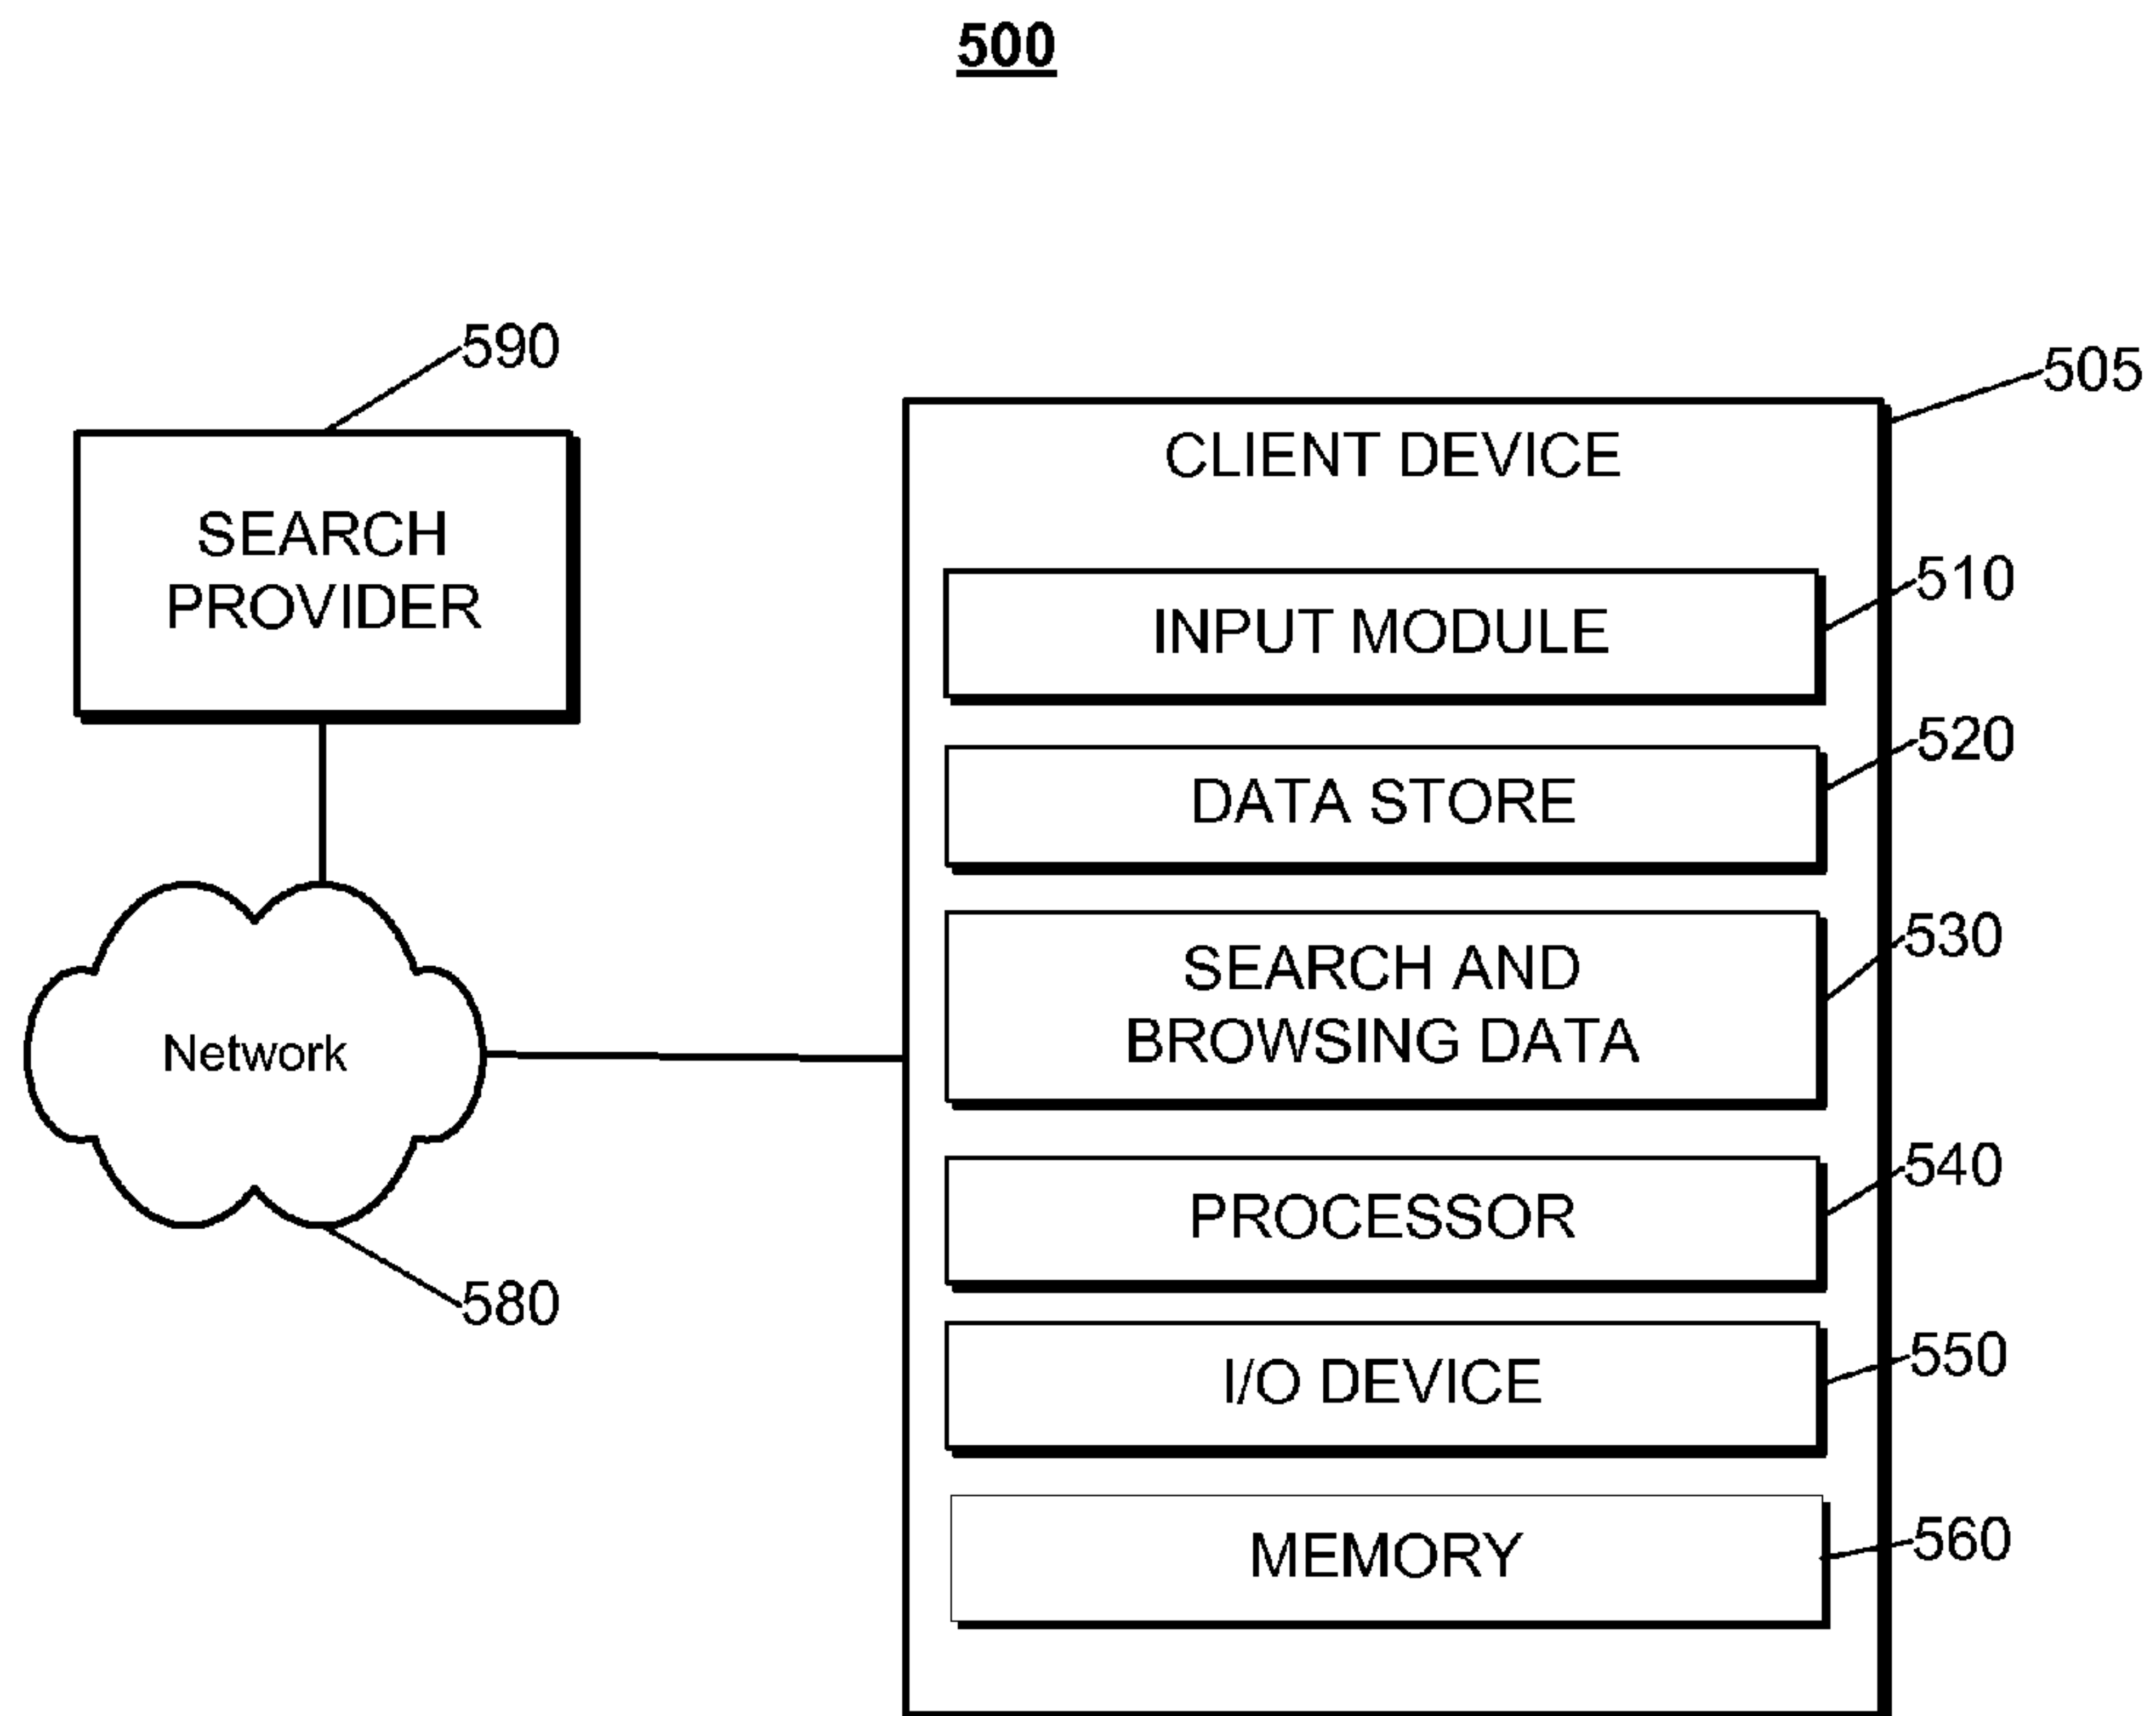 500
590
505
CLIENT DEVICE
SEARCH
PROVIDER
510
INPUT MODULE
520
DATA STORE
530
SEARCH AND
BROWSING DATA
Network
540
PROCESSOR
580
550
I/O DEVICE
560
MEMORY